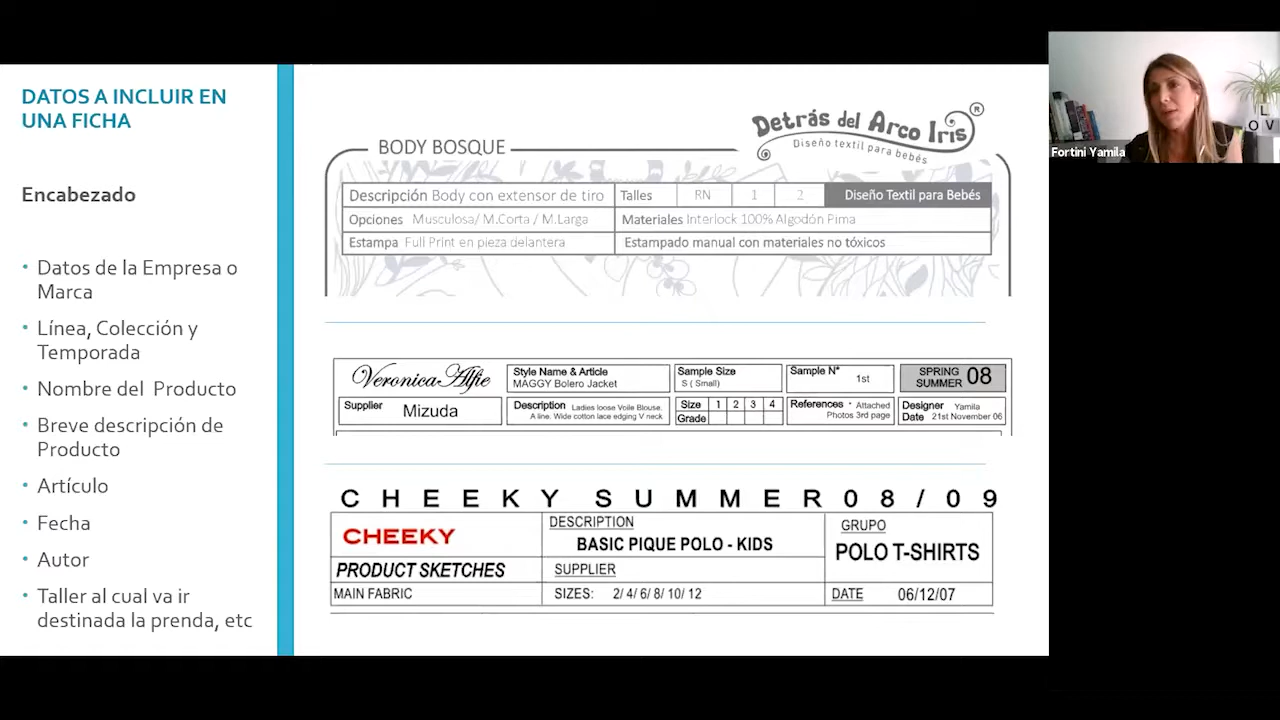 DATOS A INCLUIR EN
UNA FICHA
Encabezado
• Datos de la Empresa o
Marca
• Línea, Colección y
Temporada
• Nombre del Producto
• Breve descripción de
Producto
• Artículo
• Fecha
• Autor
• Taller al cual va ir
destinada la prenda, etc
BODY BOSQUE
Detrás del Arco Iris ®
Diseño textil para bebés
Descripción Body con extensor de tiro Talles RN 1 2 Diseño Textil para Bebés
Opciones Musculosa/ M.Corta / M.Larga Materiales Interlock 100% Algodón Pima
Estampa Full Print en pieza delantera Estampado manual con materiales no tóxicos
Veronica Alfie
Style Name & Article
MAGGY Bolero Jacket
Sample Size
S ( Small)
Sample N°
1st
SPRING
SUMMER 08
Supplier Mizuda
Description Ladies loose Voile Blouse.
A line. Wide cotton lace edging V neck
Size 1 2 3 4
Grade
References * Attached
Photos 3rd page
Designer Yamila
Date 21st November 06
CHEEKY SUMMER 08/09
CHEEKY
DESCRIPTION
BASIC PIQUE POLO - KIDS
GRUPO
POLO T-SHIRTS
PRODUCT SKETCHES
SUPPLIER
MAIN FABRIC
SIZES: 2/ 4/ 6/ 8/ 10/ 12
DATE 06/12/07
Fortini Yamila
L
O V